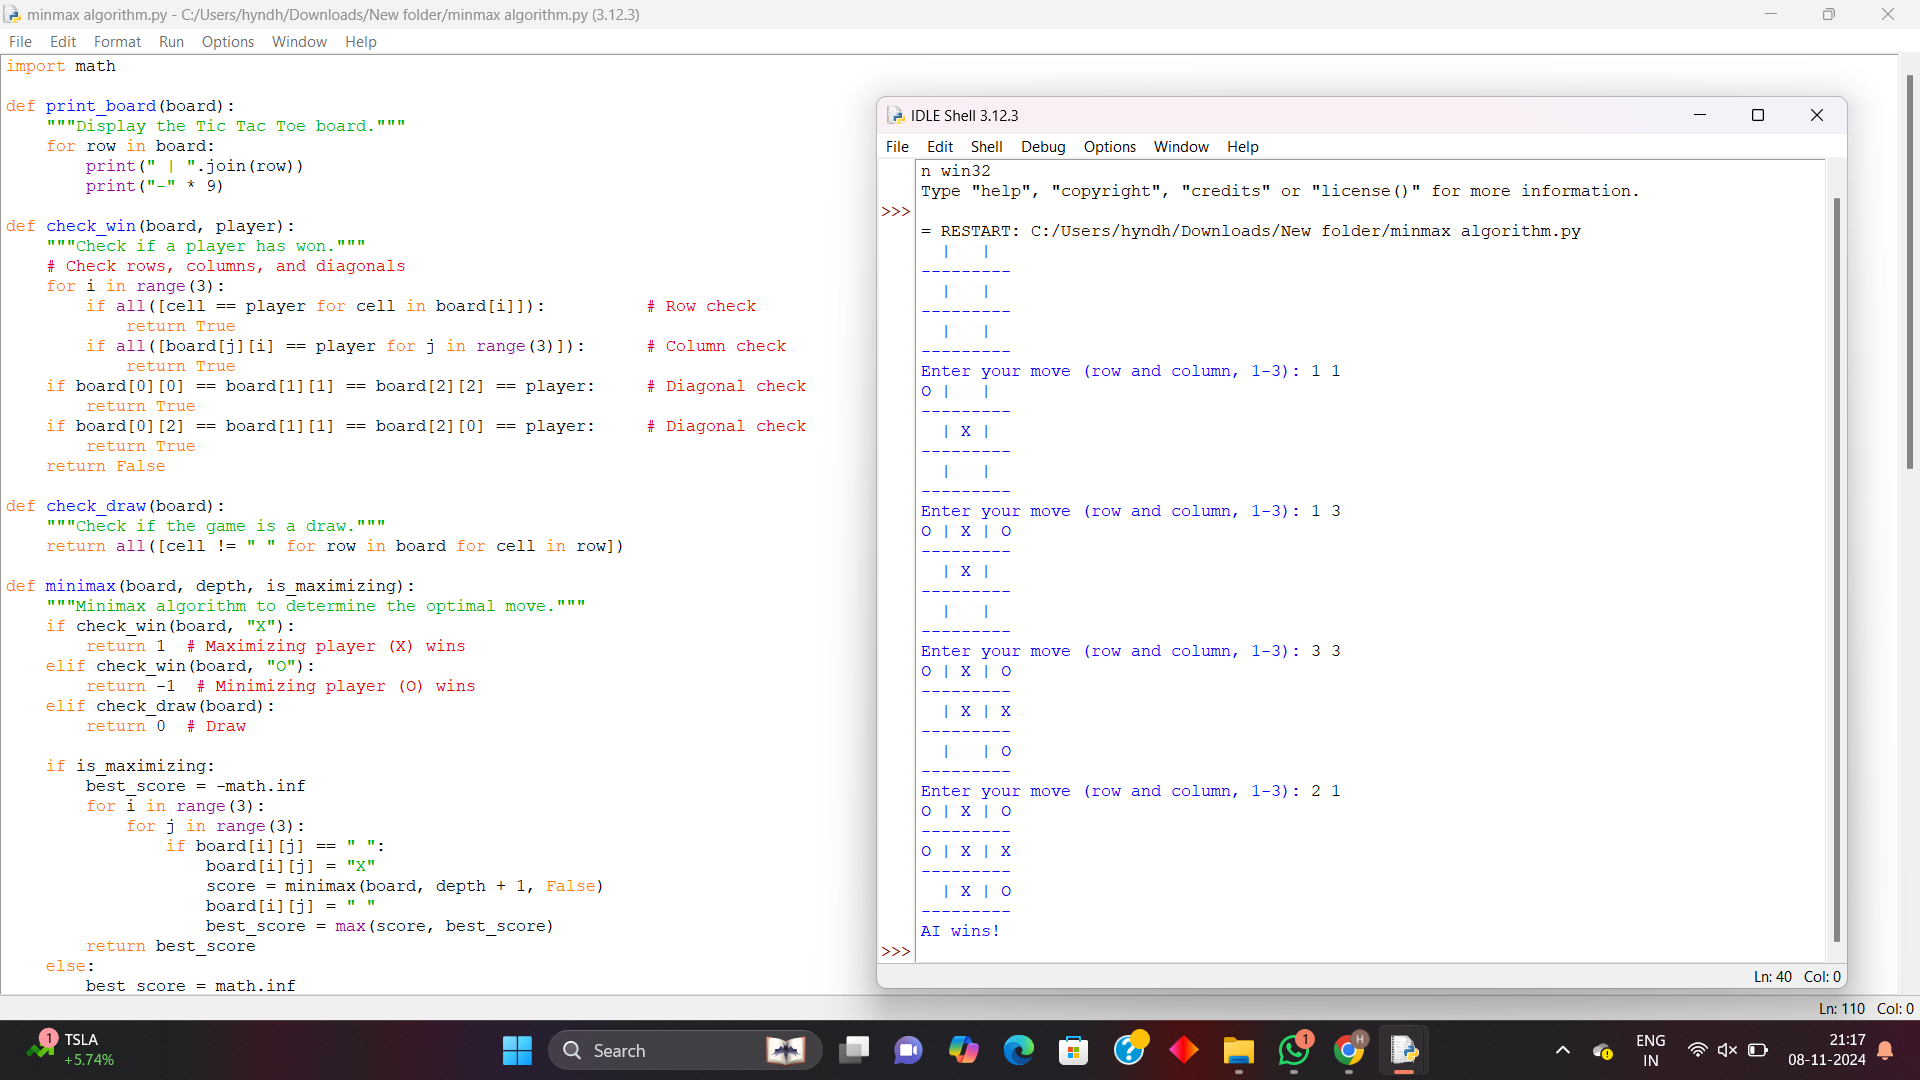 minmax algorithm.py - C:/Users/hyndh/Downloads/New folder/minmax algorithm.py (3.12.3)
File Edit Format Run Options Window Help
import math
def print_board(board):
    """Display the Tic Tac Toe board."""
    for row in board:
        print(" | ".join(row))
        print("-" * 9)
def check_win(board, player):
    """Check if a player has won."""
    # Check rows, columns, and diagonals
    for i in range(3):
        if all([cell == player for cell in board[i]]):          # Row check
            return True
        if all([board[j][i] == player for j in range(3)]):      # Column check
            return True
    if board[0][0] == board[1][1] == board[2][2] == player:     # Diagonal check
        return True
    if board[0][2] == board[1][1] == board[2][0] == player:     # Diagonal check
        return True
    return False
def check_draw(board):
    """Check if the game is a draw."""
    return all([cell != " " for row in board for cell in row])
def minimax(board, depth, is_maximizing):
    """Minimax algorithm to determine the optimal move."""
    if check_win(board, "X"):
        return 1  # Maximizing player (X) wins
    elif check_win(board, "O"):
        return -1  # Minimizing player (O) wins
    elif check_draw(board):
        return 0  # Draw
    if is_maximizing:
        best_score = -math.inf
        for i in range(3):
            for j in range(3):
                if board[i][j] == " ":
                    board[i][j] = "X"
                    score = minimax(board, depth + 1, False)
                    board[i][j] = " "
                    best_score = max(score, best_score)
        return best_score
    else:
        best_score = math.inf
Ln: 110 Col: 0
IDLE Shell 3.12.3
File Edit Shell Debug Options Window Help
n win32
Type "help", "copyright", "credits" or "license()" for more information.
>>>
= RESTART: C:/Users/hyndh/Downloads/New folder/minmax algorithm.py
  |   |
---------
  |   |
---------
  |   |
---------
Enter your move (row and column, 1-3): 1 1
O |   |
---------
  | X |
---------
  |   |
---------
Enter your move (row and column, 1-3): 1 3
O | X | O
---------
  | X |
---------
  |   |
---------
Enter your move (row and column, 1-3): 3 3
O | X | O
---------
  | X | X
---------
  |   | O
---------
Enter your move (row and column, 1-3): 2 1
O | X | O
---------
O | X | X
---------
  | X | O
---------
AI wins!
>>>
Ln: 40 Col: 0
1
TSLA
+5.74%
Search
1
H
ENG
IN
21:17
08-11-2024